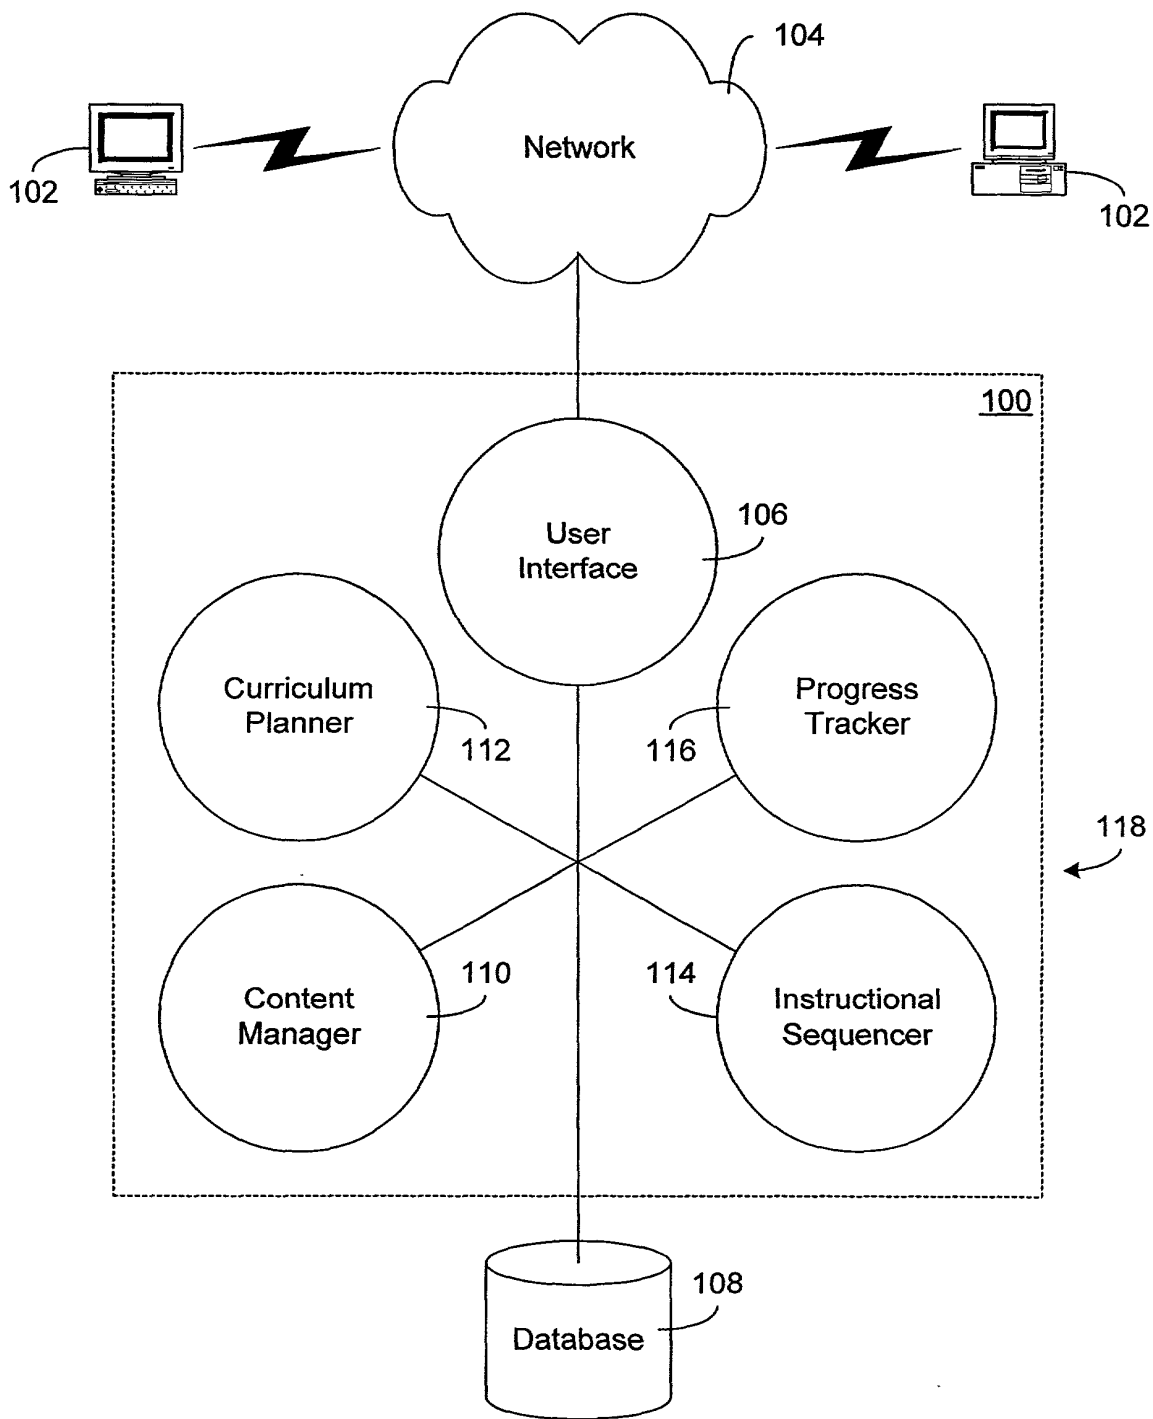 104
Network
102
102
100
106
User
Interface
Curriculum
Planner
Progress
Tracker
112
116
118
110
114
Content
Manager
Instructional
Sequencer
108
Database